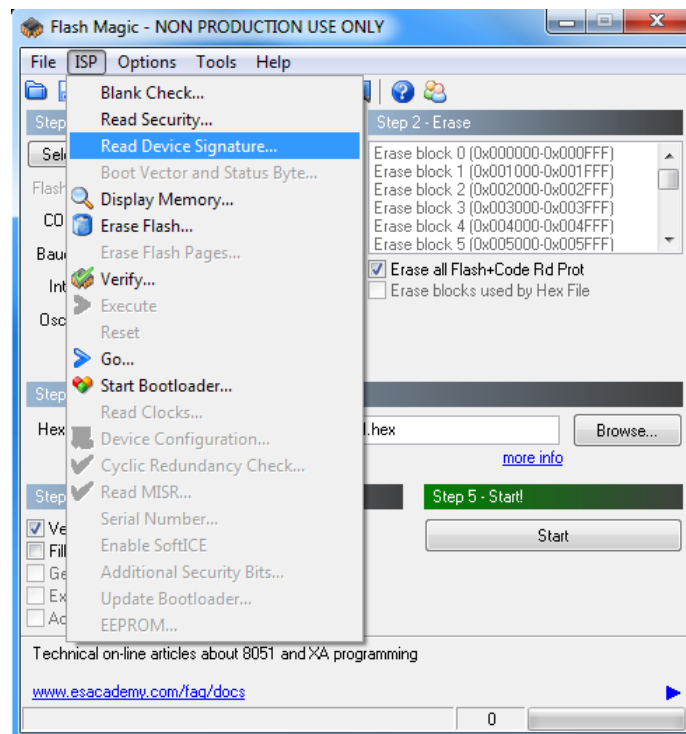 Flash Magic - NON PRODUCTION USE ONLY
File ISP Options Tools Help
Blank Check...
Read Security...
Read Device Signature...
Boot Vector and Status Byte...
Display Memory...
Erase Flash...
Erase Flash Pages...
Verify...
Execute
Reset
Go...
Start Bootloader...
Read Clocks...
Device Configuration...
Cyclic Redundancy Check...
Read MISR...
Serial Number...
Enable SoftICE
Additional Security Bits...
Update Bootloader...
EEPROM...
Step
Sele
Flash
CO
Bau
Int
Osc
Step 2 - Erase
Erase block 0 (0x000000-0x000FFF)
Erase block 1 (0x001000-0x001FFF)
Erase block 2 (0x002000-0x002FFF)
Erase block 3 (0x003000-0x003FFF)
Erase block 4 (0x004000-0x004FFF)
Erase block 5 (0x005000-0x005FFF)
Erase all Flash+Code Rd Prot
Erase blocks used by Hex File
Step
Hex
.hex
Browse...
more info
Step
Ve
Fill
Ge
Ex
Ac
Step 5 - Start!
Start
Technical on-line articles about 8051 and XA programming
www.esacademy.com/faq/docs
0